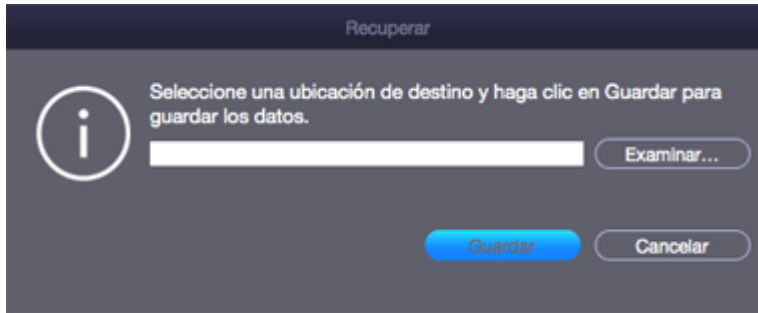 Recuperar
Seleccione una ubicación de destino y haga clic en Guardar para
guardar los datos.
Examinar...
Guardar
Cancelar